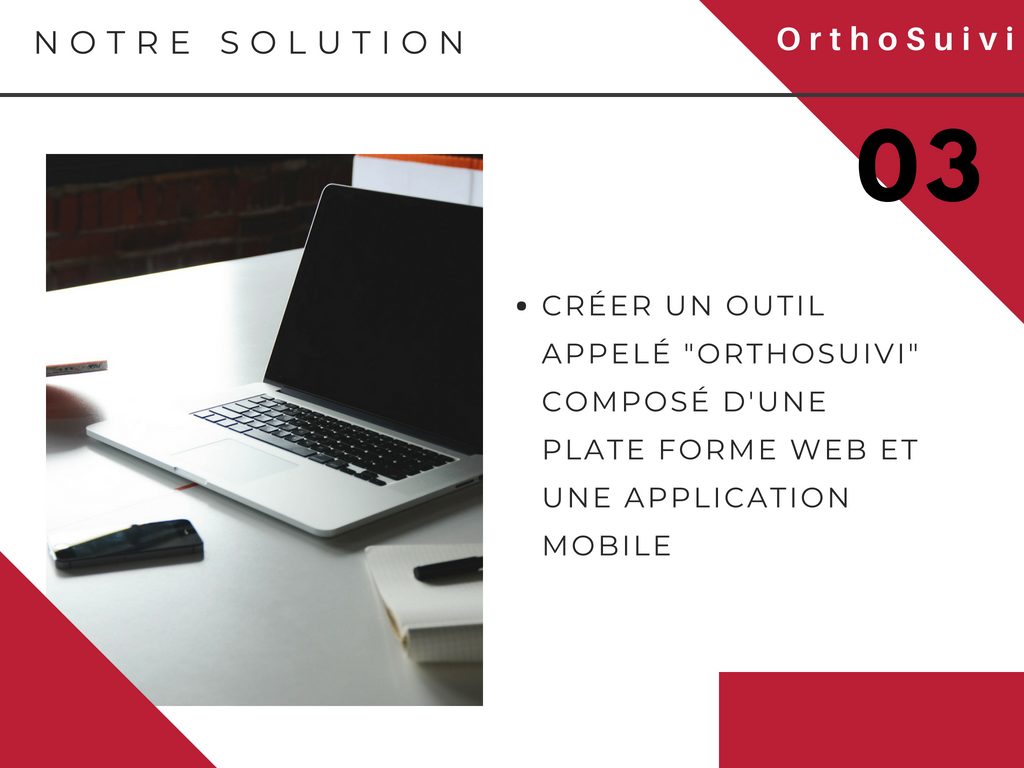 NOTRE SOLUTION
OrthoSuivi
03
• CRÉER UN OUTIL
APPELÉ "ORTHOSUIVI"
COMPOSÉ D'UNE
PLATE FORME WEB ET
UNE APPLICATION
MOBILE